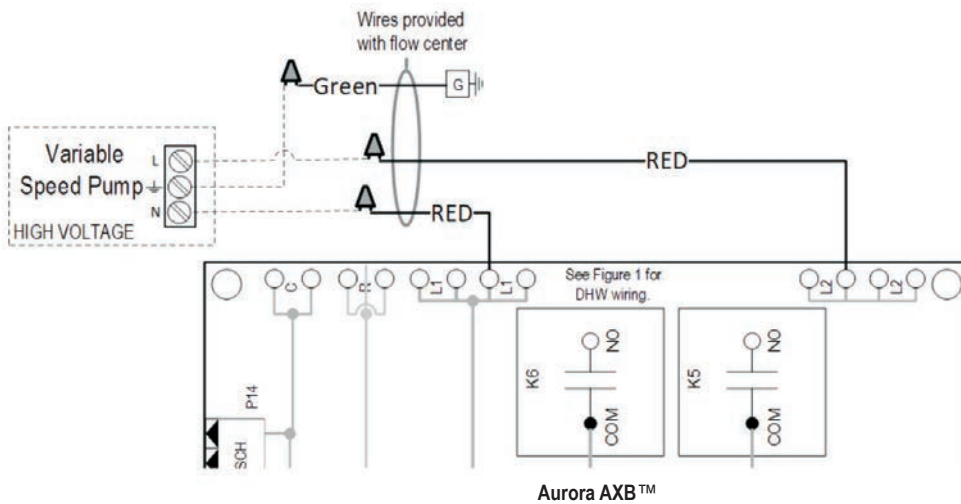 Wires provided
with flow center
Green
G
Variable
Speed Pump
L
N
HIGH VOLTAGE
RED
RED
C
R
L1
L1
See Figure 1 for
DHW wiring.
L2
L2
P14
SCH
K6
NO
COM
K5
NO
COM
Aurora AXB™